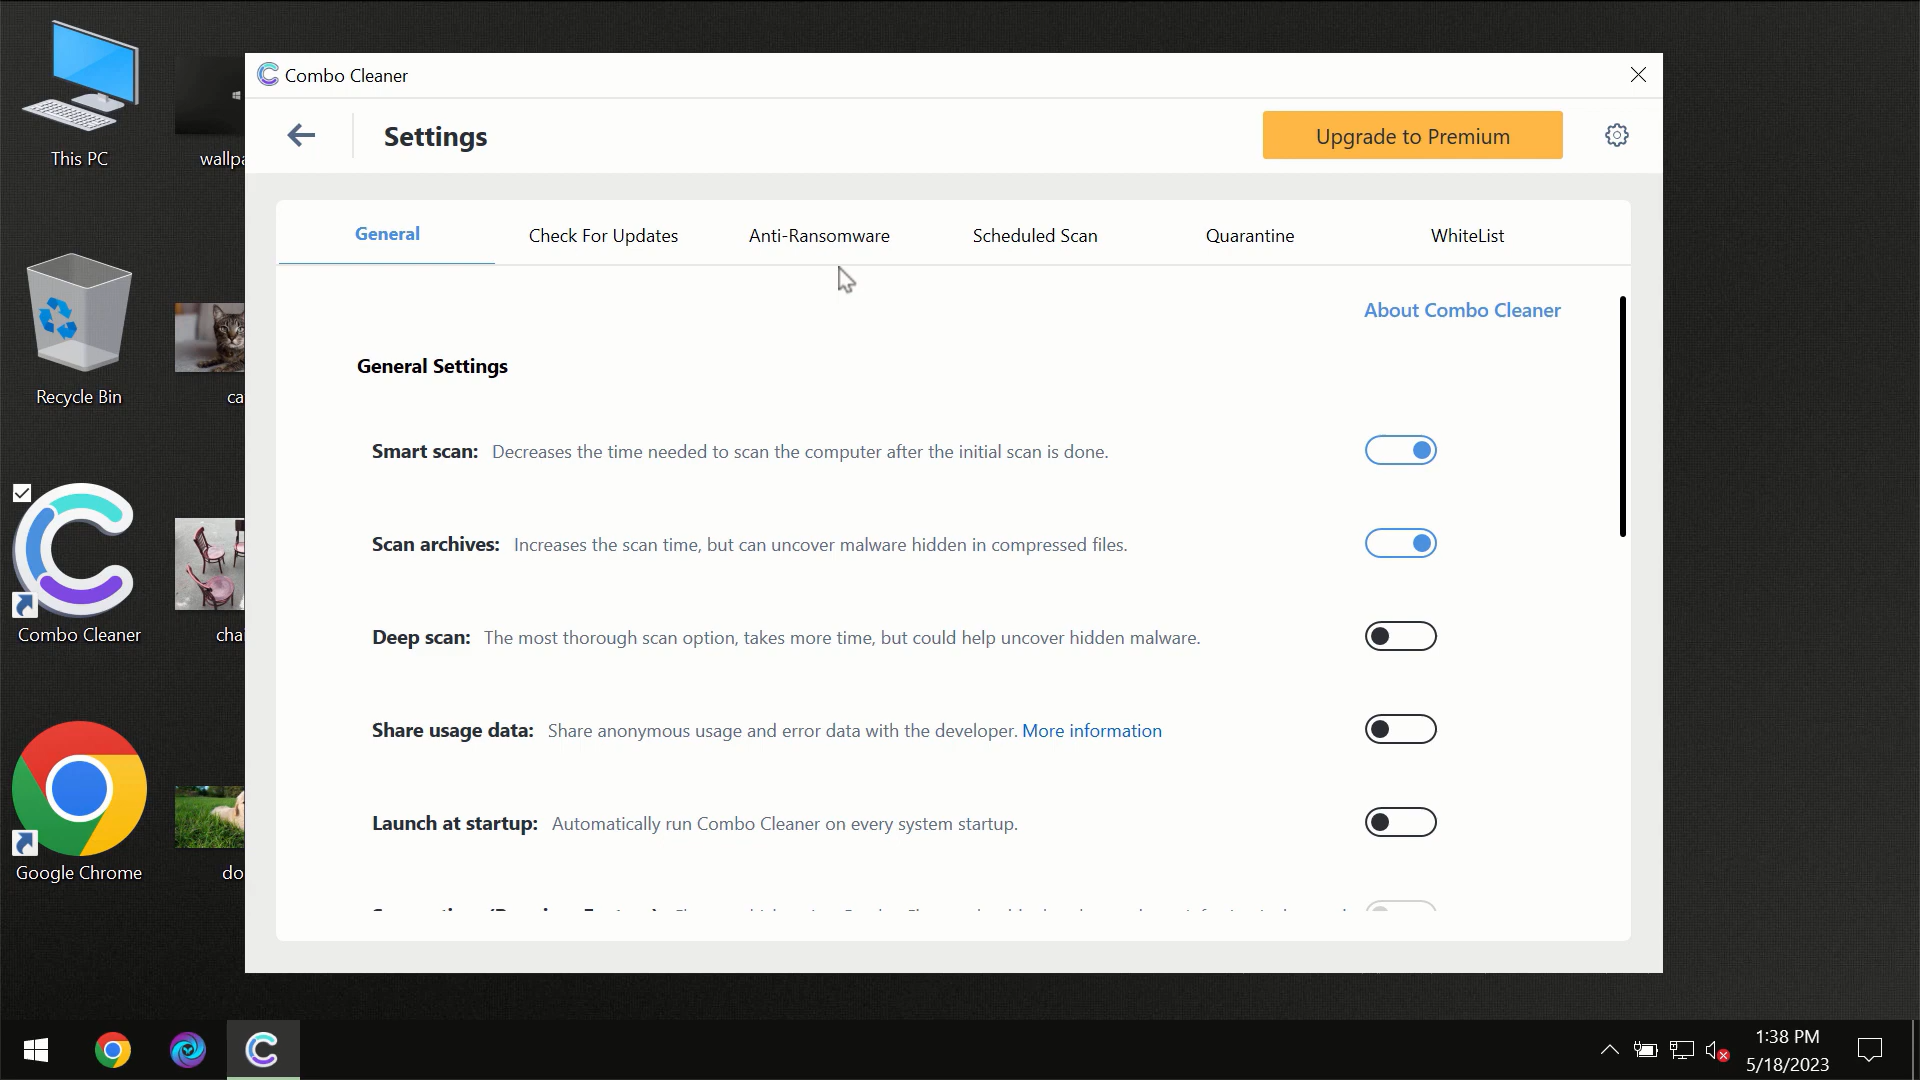 This PC
wallpa
Recycle Bin
ca
Combo Cleaner
chai
Google Chrome
do
Combo Cleaner
Settings
Upgrade to Premium
General
Check For Updates
Anti-Ransomware
Scheduled Scan
Quarantine
WhiteList
About Combo Cleaner
General Settings
Smart scan: Decreases the time needed to scan the computer after the initial scan is done.
Scan archives: Increases the scan time, but can uncover malware hidden in compressed files.
Deep scan: The most thorough scan option, takes more time, but could help uncover hidden malware.
Share usage data: Share anonymous usage and error data with the developer. More information
Launch at startup: Automatically run Combo Cleaner on every system startup.
1:38 PM
5/18/2023